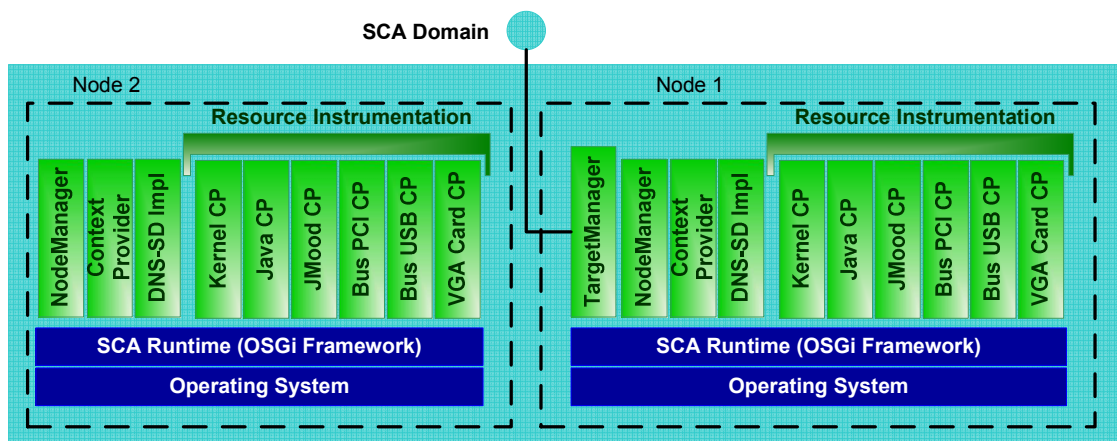 SCA Domain
Node 2
Resource Instrumentation
NodeManager
Context
Provider
DNS-SD Impl
Kernel CP
Java CP
JMood CP
Bus PCI CP
Bus USB CP
VGA Card CP
SCA Runtime (OSGi Framework)
Operating System
Node 1
Resource Instrumentation
TargetManager
NodeManager
Context
Provider
DNS-SD Impl
Kernel CP
Java CP
JMood CP
Bus PCI CP
Bus USB CP
VGA Card CP
SCA Runtime (OSGi Framework)
Operating System